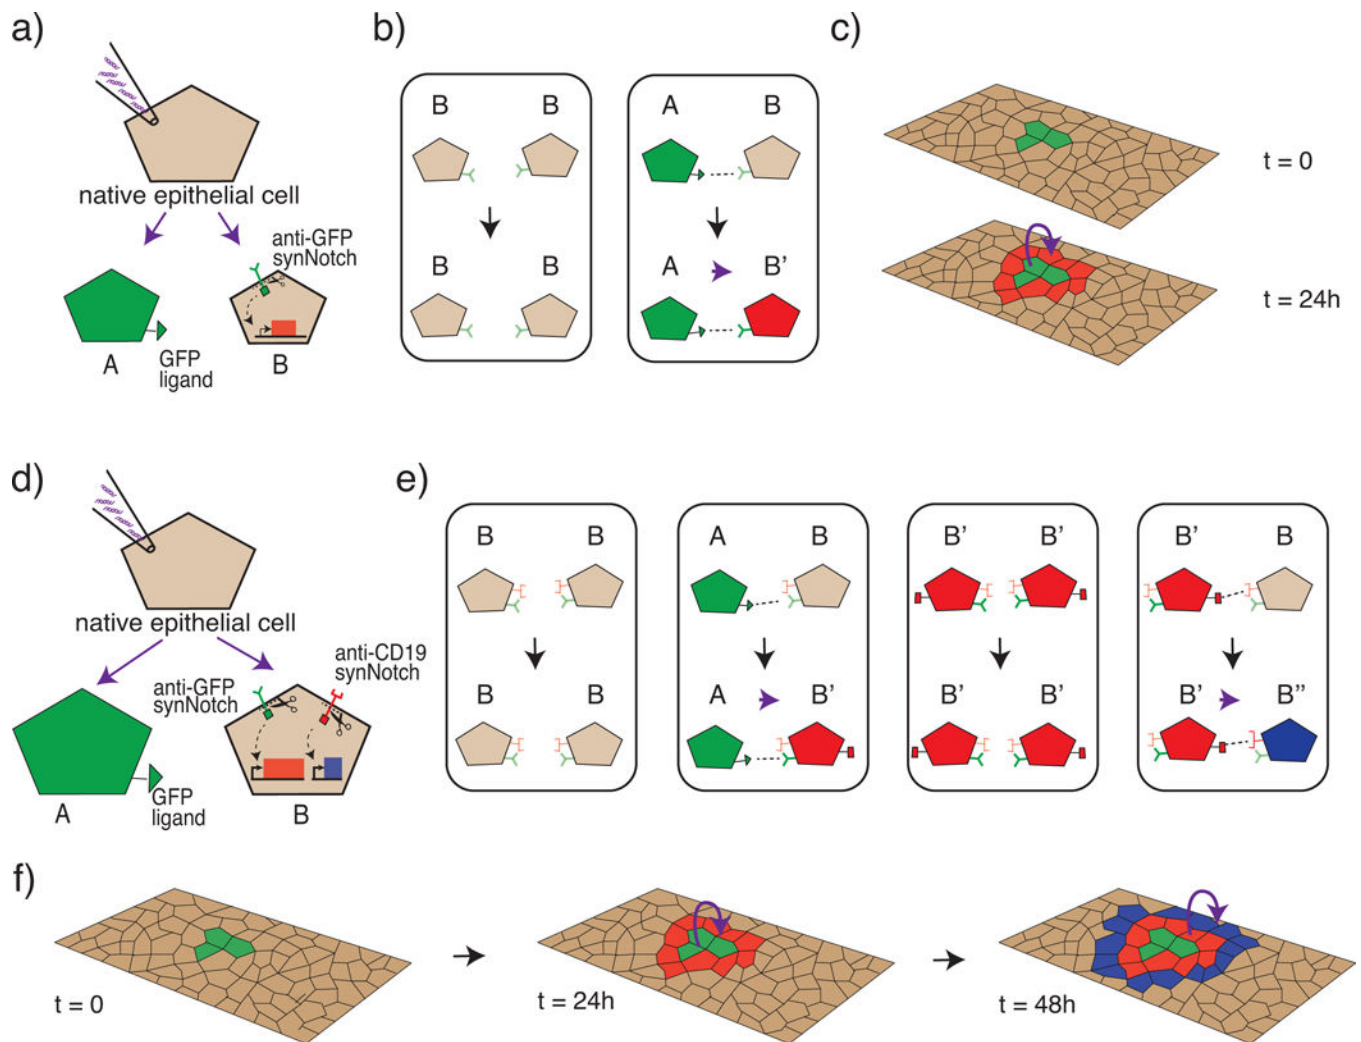 a)
native epithelial cell
anti-GFP
synNotch
A
GFP
ligand
B
b)
B B
B B
A B
A B'
c)
t = 0
t = 24h
d)
native epithelial cell
anti-GFP
synNotch
anti-CD19
synNotch
A
GFP
ligand
B
e)
B B
B B
A B
A B'
B' B'
B' B'
B' B
B' B"
f)
t = 0
t = 24h
t = 48h